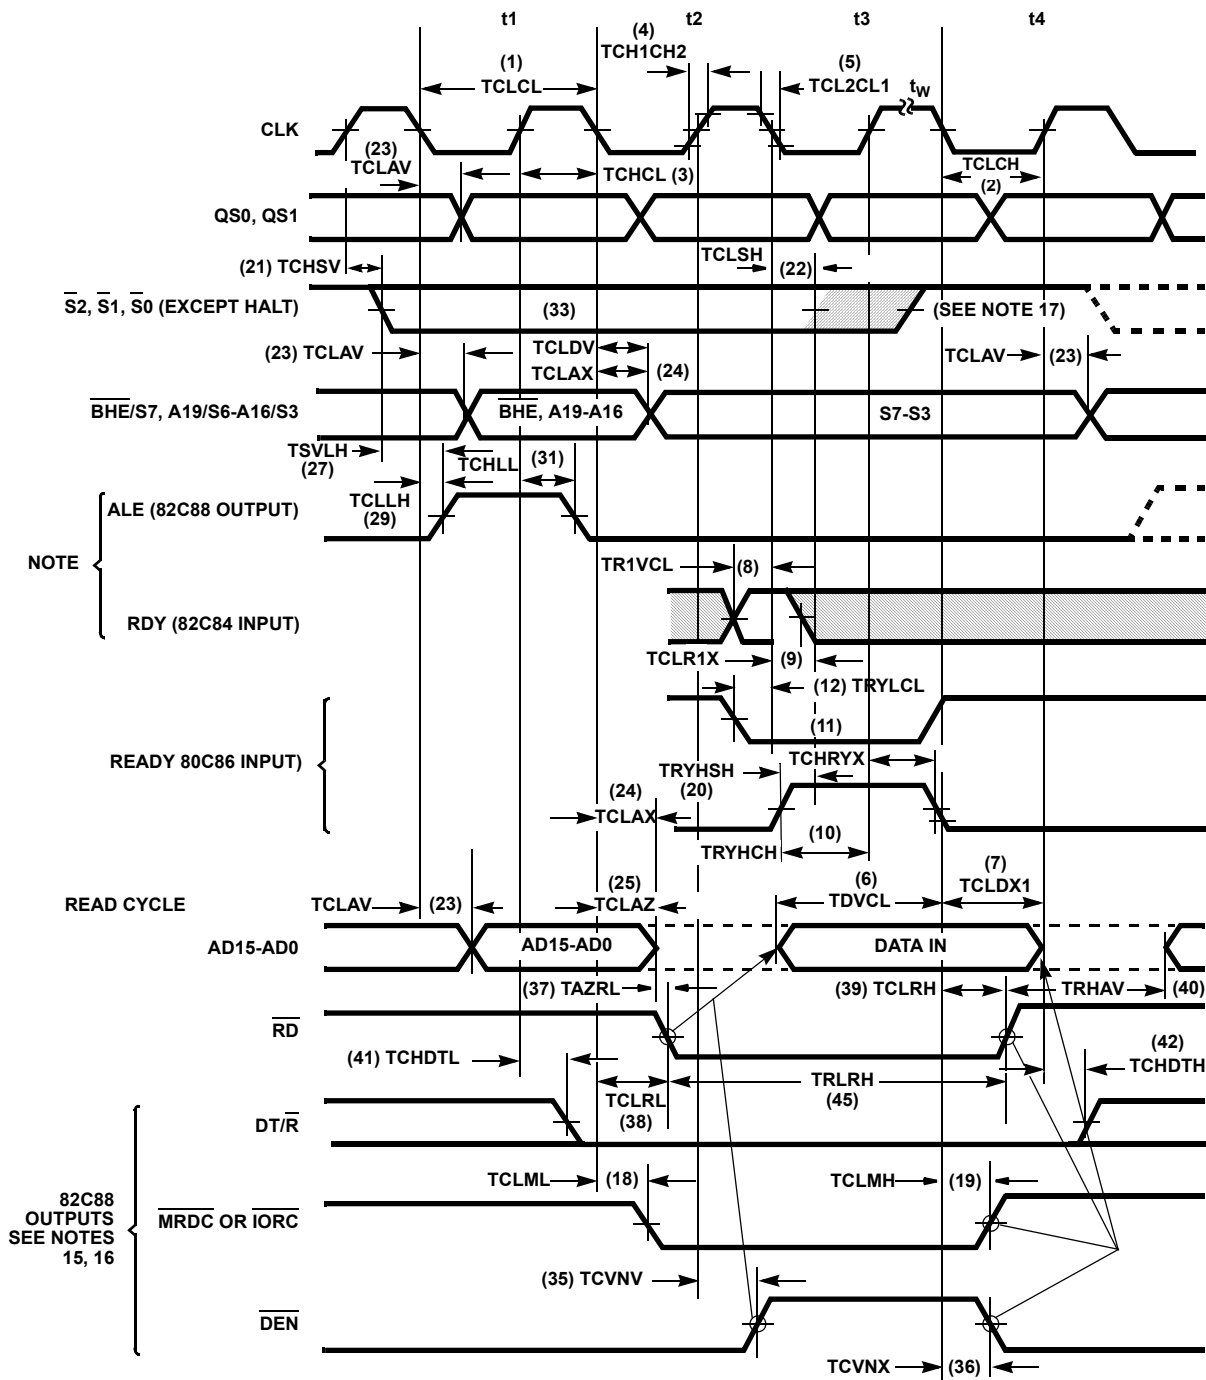 t1 t2 t3 t4
(4)
TCH1CH2
(1)
TCLCL
(5)
TCL2CL1
tW
CLK
(23)
TCLAV
TCHCL (3)
TCLCH
(2)
QS0, QS1
TCLSH
(21) TCHSV
(22)
S2, S1, S0 (EXCEPT HALT)
(33)
(SEE NOTE 17)
(23) TCLAV
TCLDV
TCLAX
(24)
TCLAV
(23)
BHE/S7, A19/S6-A16/S3
BHE, A19-A16
S7-S3
TSVLH
(27)
TCHLL
(31)
TCLLH
(29)
ALE (82C88 OUTPUT)
NOTE
TR1VCL
(8)
RDY (82C84 INPUT)
TCLR1X
(9)
(12) TRYLCL
(11)
READY 80C86 INPUT)
TCHRYX
TRYHSH
(20)
(24)
TCLAX
TRYHCH
(10)
(7)
TCLDX1
(6)
TDVCL
(25)
TCLAZ
READ CYCLE
TCLAV
(23)
AD15-AD0
AD15-AD0
DATA IN
(37) TAZRL
(39) TCLRH
TRHAV
(40)
RD
(41) TCHDTL
(42)
TCHDTH
TRLRH
(45)
TCLRL
(38)
DT/R
TCLML
(18)
TCLMH
(19)
82C88
OUTPUTS
SEE NOTES
15, 16
MRDC OR IORC
(35) TCVNV
DEN
TCVNX
(36)